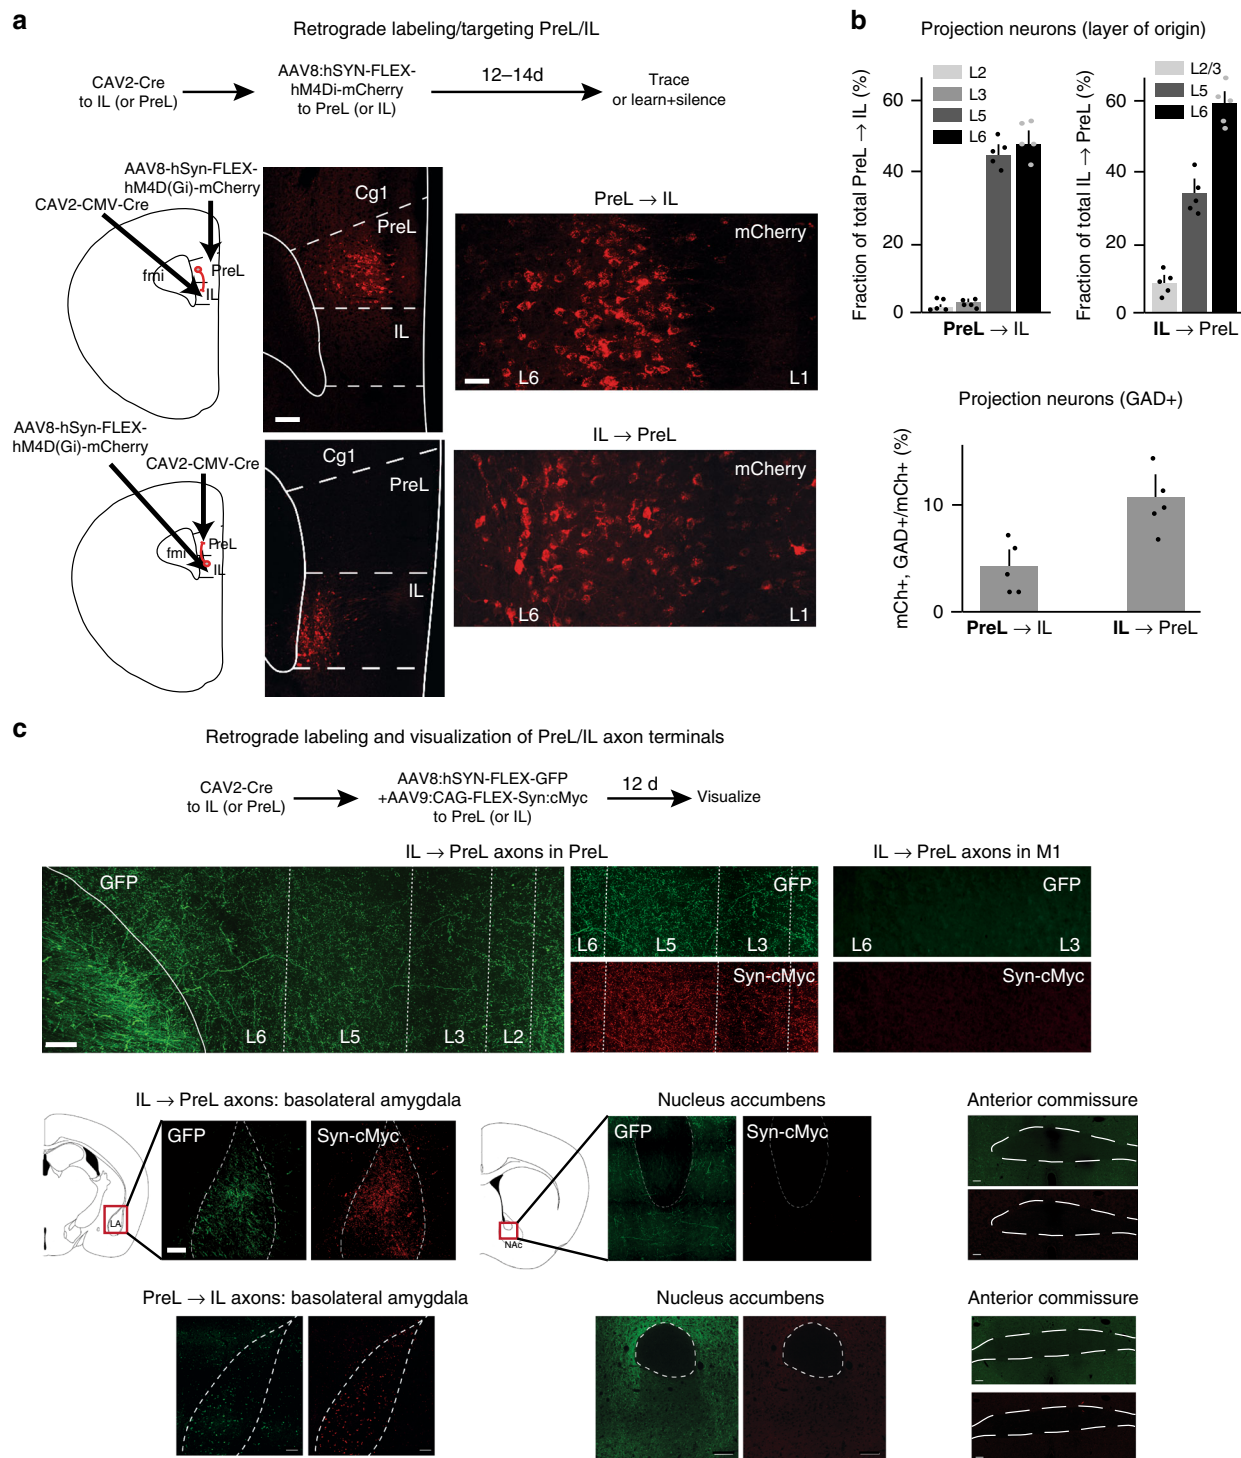 a
Retrograde labeling/targeting PreL/IL
CAV2-Cre
to IL (or PreL)
AAV8:hSYN-FLEX-
hM4Di-mCherry
to PreL (or IL)
12–14d
Trace
or learn+silence
AAV8-hSyn-FLEX-
hM4D(Gi)-mCherry
CAV2-CMV-Cre
fmi
PreL
IL
Cg1
PreL
IL
PreL → IL
mCherry
L6
L1
AAV8-hSyn-FLEX-
hM4D(Gi)-mCherry
CAV2-CMV-Cre
fmi
PreL
IL
Cg1
PreL
IL
IL → PreL
mCherry
L6
L1
b
Projection neurons (layer of origin)
Fraction of total PreL → IL (%)
60
40
20
0
L2
L3
L5
L6
PreL → IL
Fraction of total IL → PreL (%)
60
40
20
0
L2/3
L5
L6
IL → PreL
Projection neurons (GAD+)
mCh+, GAD+/mCh+ (%)
10
0
PreL → IL
IL → PreL
c
Retrograde labeling and visualization of PreL/IL axon terminals
CAV2-Cre
to IL (or PreL)
AAV8:hSYN-FLEX-GFP
+AAV9:CAG-FLEX-Syn:cMyc
to PreL (or IL)
12 d
Visualize
IL → PreL axons in PreL
IL → PreL axons in M1
GFP
L6
L5
L3
L2
GFP
L6
L5
L3
Syn-cMyc
GFP
L6
L3
Syn-cMyc
IL → PreL axons: basolateral amygdala
Nucleus accumbens
Anterior commissure
LA
GFP
Syn-cMyc
NAc
GFP
Syn-cMyc
PreL → IL axons: basolateral amygdala
Nucleus accumbens
Anterior commissure